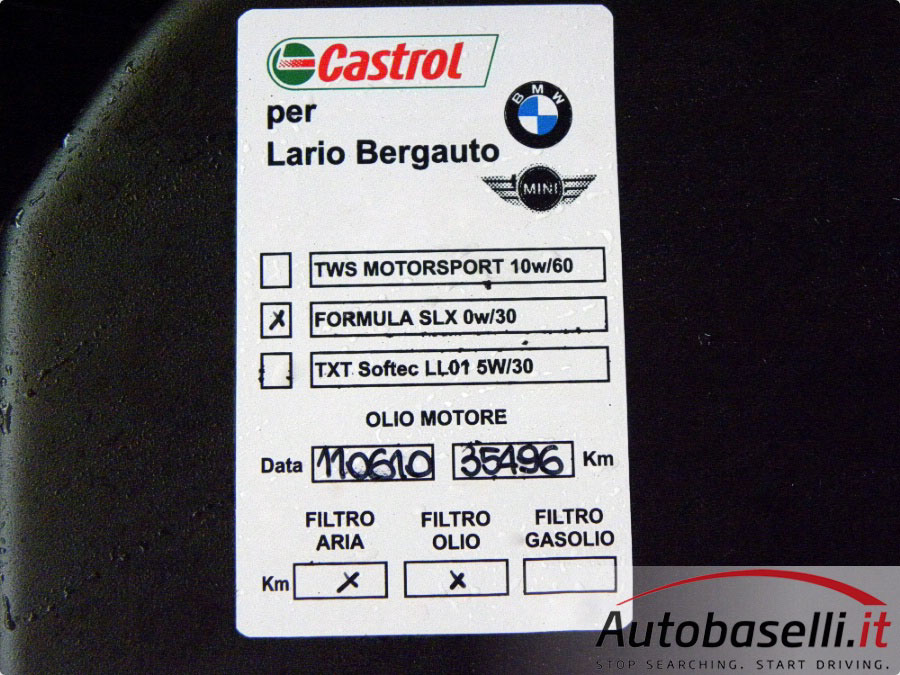 Castrol
per
BMW
Lario Bergauto
MINI
TWS MOTORSPORT 10w/60
X FORMULA SLX 0w/30
TXT Softec LL01 5W/30
OLIO MOTORE
Data 110610 35496 Km
FILTRO ARIA
FILTRO OLIO
FILTRO GASOLIO
Km X X
Autobaselli.it
STOP SEARCHING. START DRIVING.